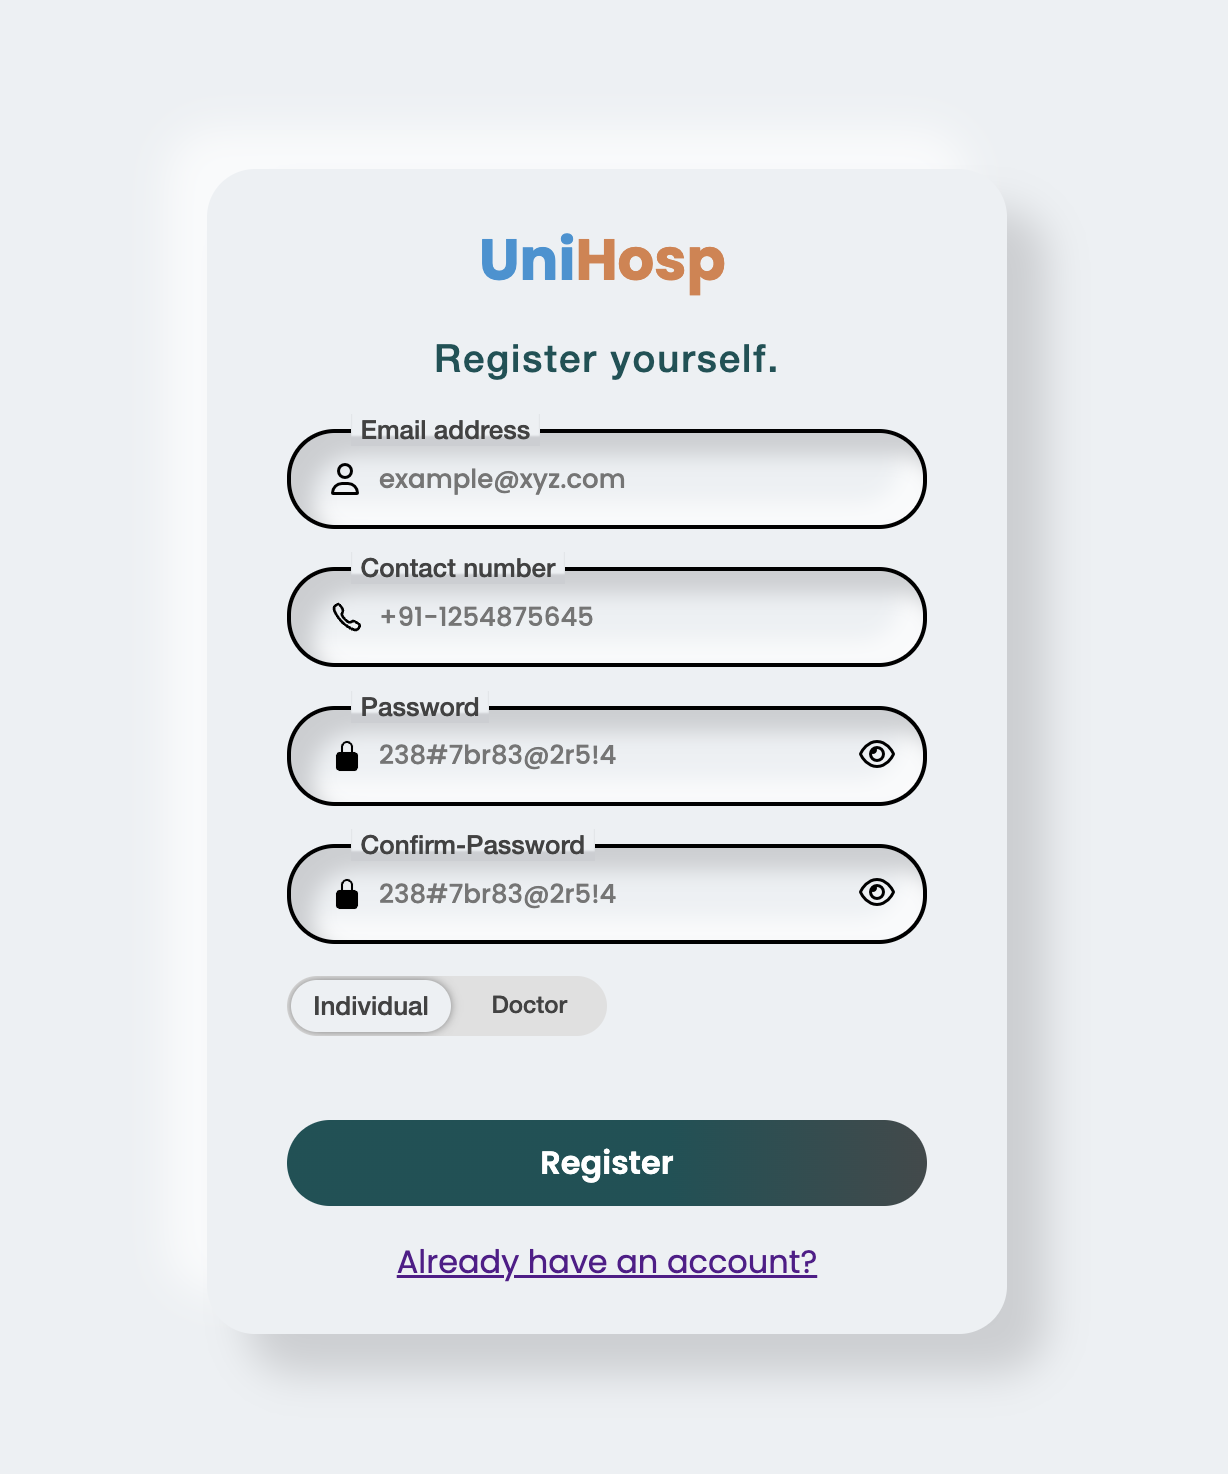 UniHosp
Register yourself.
Email address
example@xyz.com
Contact number
+91-1254875645
Password
238#7br83@2r5!4
Confirm-Password
238#7br83@2r5!4
Individual Doctor
Register
Already have an account?